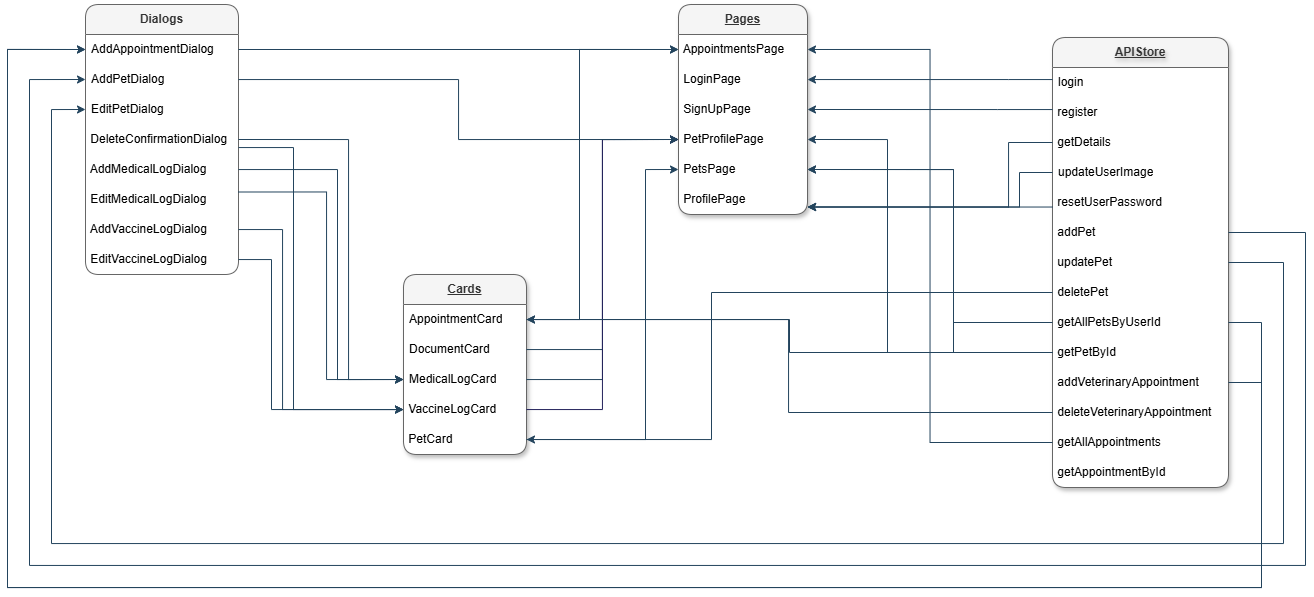 Dialogs
AddAppointmentDialog
AddPetDialog
EditPetDialog
DeleteConfirmationDialog
AddMedicalLogDialog
EditMedicalLogDialog
AddVaccineLogDialog
EditVaccineLogDialog
Cards
AppointmentCard
DocumentCard
MedicalLogCard
VaccineLogCard
PetCard
Pages
AppointmentsPage
LoginPage
SignUpPage
PetProfilePage
PetsPage
ProfilePage
APIStore
login
register
getDetails
updateUserImage
resetUserPassword
addPet
updatePet
deletePet
getAllPetsByUserId
getPetById
addVeterinaryAppointment
deleteVeterinaryAppointment
getAllAppointments
getAppointmentById